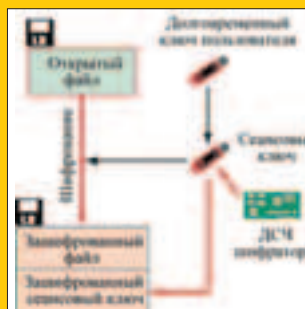 Открытый
файл
Долговременный
ключ пользователя
Шифрование
Сеансовый
ключ
ДСЧ
шифратора
Зашифрованный
файл
Зашифрованный
сеансовый ключ